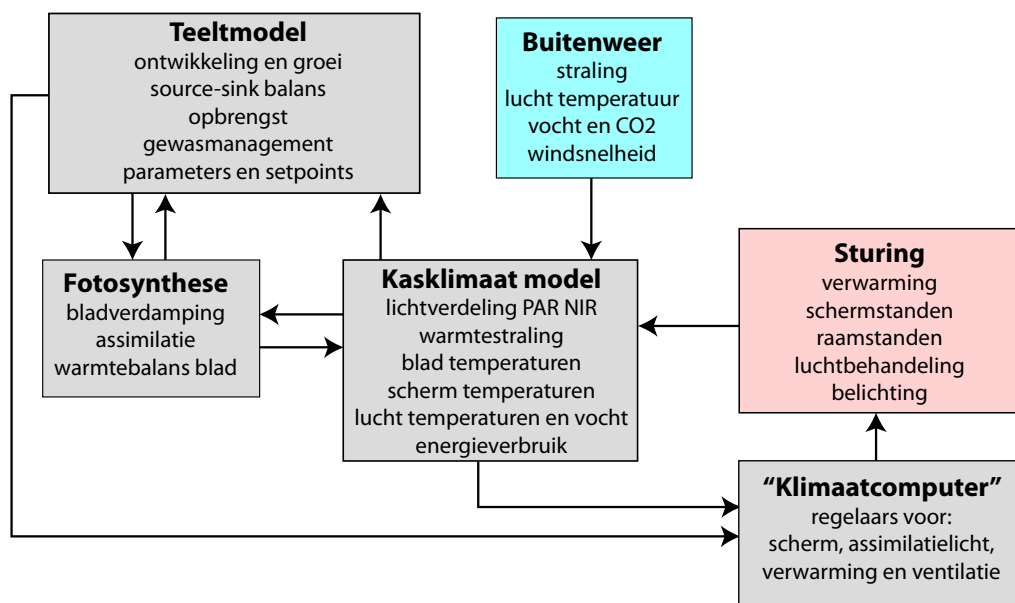 Teeltmodel
ontwikkeling en groei
source-sink balans
opbrengst
gewasmanagement
parameters en setpoints
Buitenweer
straling
lucht temperatuur
vocht en CO2
windsnelheid
Fotosynthese
bladverdamping
assimilatie
warmtebalans blad
Kasklimaat model
lichtverdeling PAR NIR
warmtestraling
blad temperaturen
scherm temperaturen
lucht temperaturen en vocht
energieverbruik
Sturing
verwarming
schermstanden
raamstanden
luchtbehandeling
belichting
“Klimaatcomputer”
regelaars voor:
scherm, assimilatielicht,
verwarming en ventilatie